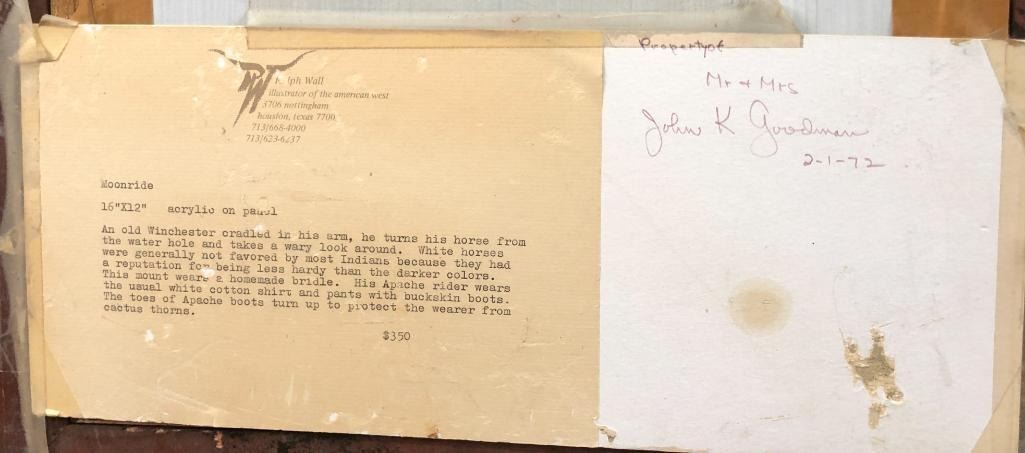 Ralph Wall
illustrator of the american west
3706 nottingham
houston, texas 7700
713/668-4000
713/623-6237
Moonride
16"X12" acrylic on panel
An old Winchester cradled in his arm, he turns his horse from
the water hole and takes a wary look around. White horses
were generally not favored by most Indians because they had
a reputation for being less hardy than the darker colors.
This mount wears a homemade bridle. His Apache rider wears
the usual white cotton shirt and pants with buckskin boots.
The toes of Apache boots turn up to protect the wearer from
cactus thorns.
$350
Property of
Mr + Mrs
John K Goodman
2-1-72